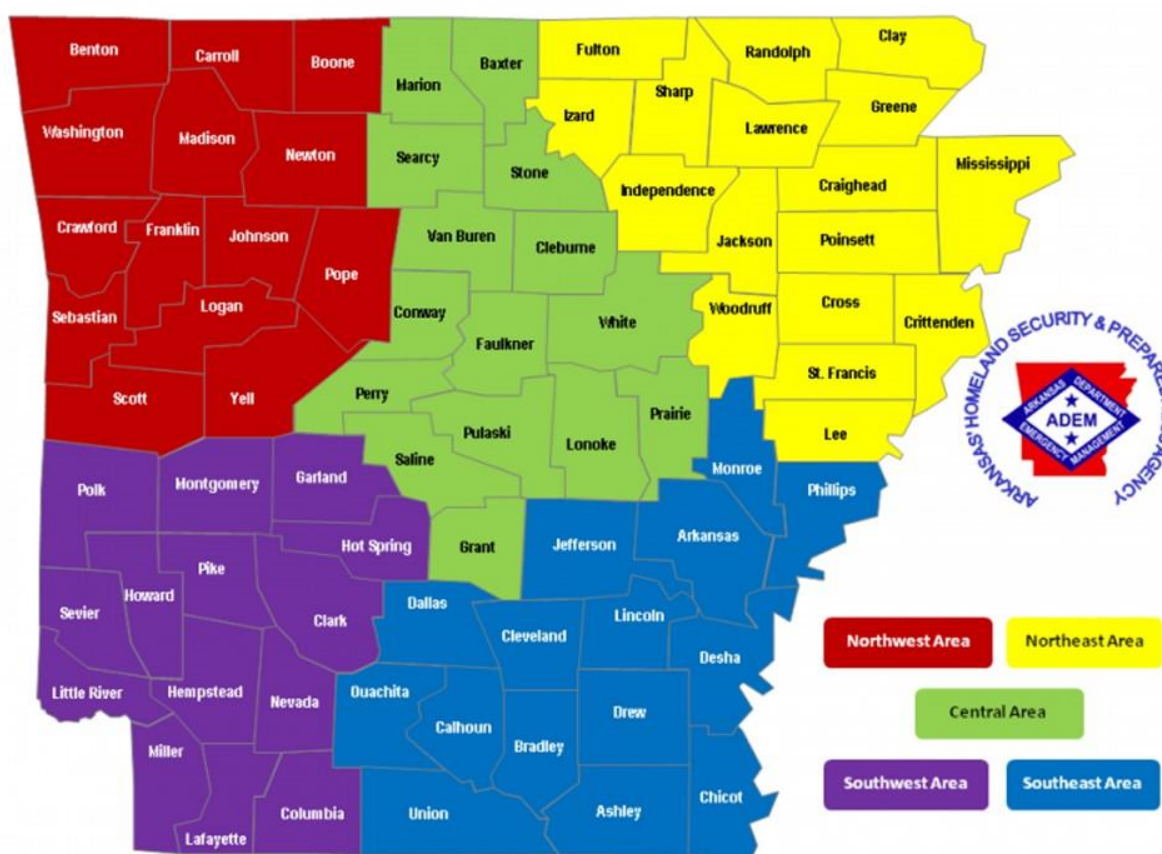 Benton
Carroll
Boone
Marion
Baxter
Fulton
Randolph
Clay
Sharp
Greene
Izard
Lawrence
Washington
Madison
Newton
Searcy
Stone
Independence
Craighead
Mississippi
Crawford
Franklin
Johnson
Van Buren
Cleburne
Jackson
Poinsett
Pope
Sebastian
Logan
Conway
Faulkner
White
Woodruff
Cross
Crittenden
Scott
Yell
Perry
Pulaski
Lonoke
Prairie
St. Francis
Lee
Saline
Monroe
Phillips
ARKANSAS' HOMELAND SECURITY & AGENCY
ARKANSAS DEPARTMENT
ADEM
EMERGENCY MANAGEMENT
Polk
Montgomery
Garland
Hot Spring
Grant
Jefferson
Arkansas
Pike
Howard
Sevier
Clark
Dallas
Cleveland
Lincoln
Desha
Little River
Hempstead
Nevada
Ouachita
Calhoun
Bradley
Drew
Miller
Lafayette
Columbia
Union
Ashley
Chicot
Northwest Area
Northeast Area
Central Area
Southwest Area
Southeast Area